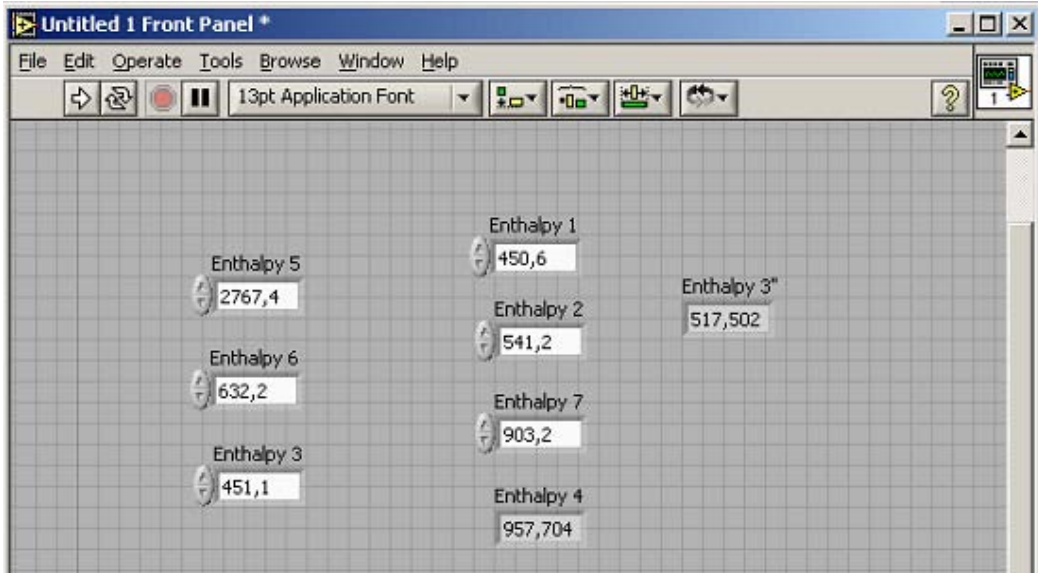 Untitled 1 Front Panel *
File Edit Operate Tools Browse Window Help
13pt Application Font
?
1
Enthalpy 1
450,6
Enthalpy 5
2767,4
Enthalpy 3"
517,502
Enthalpy 2
541,2
Enthalpy 6
632,2
Enthalpy 7
903,2
Enthalpy 3
451,1
Enthalpy 4
957,704